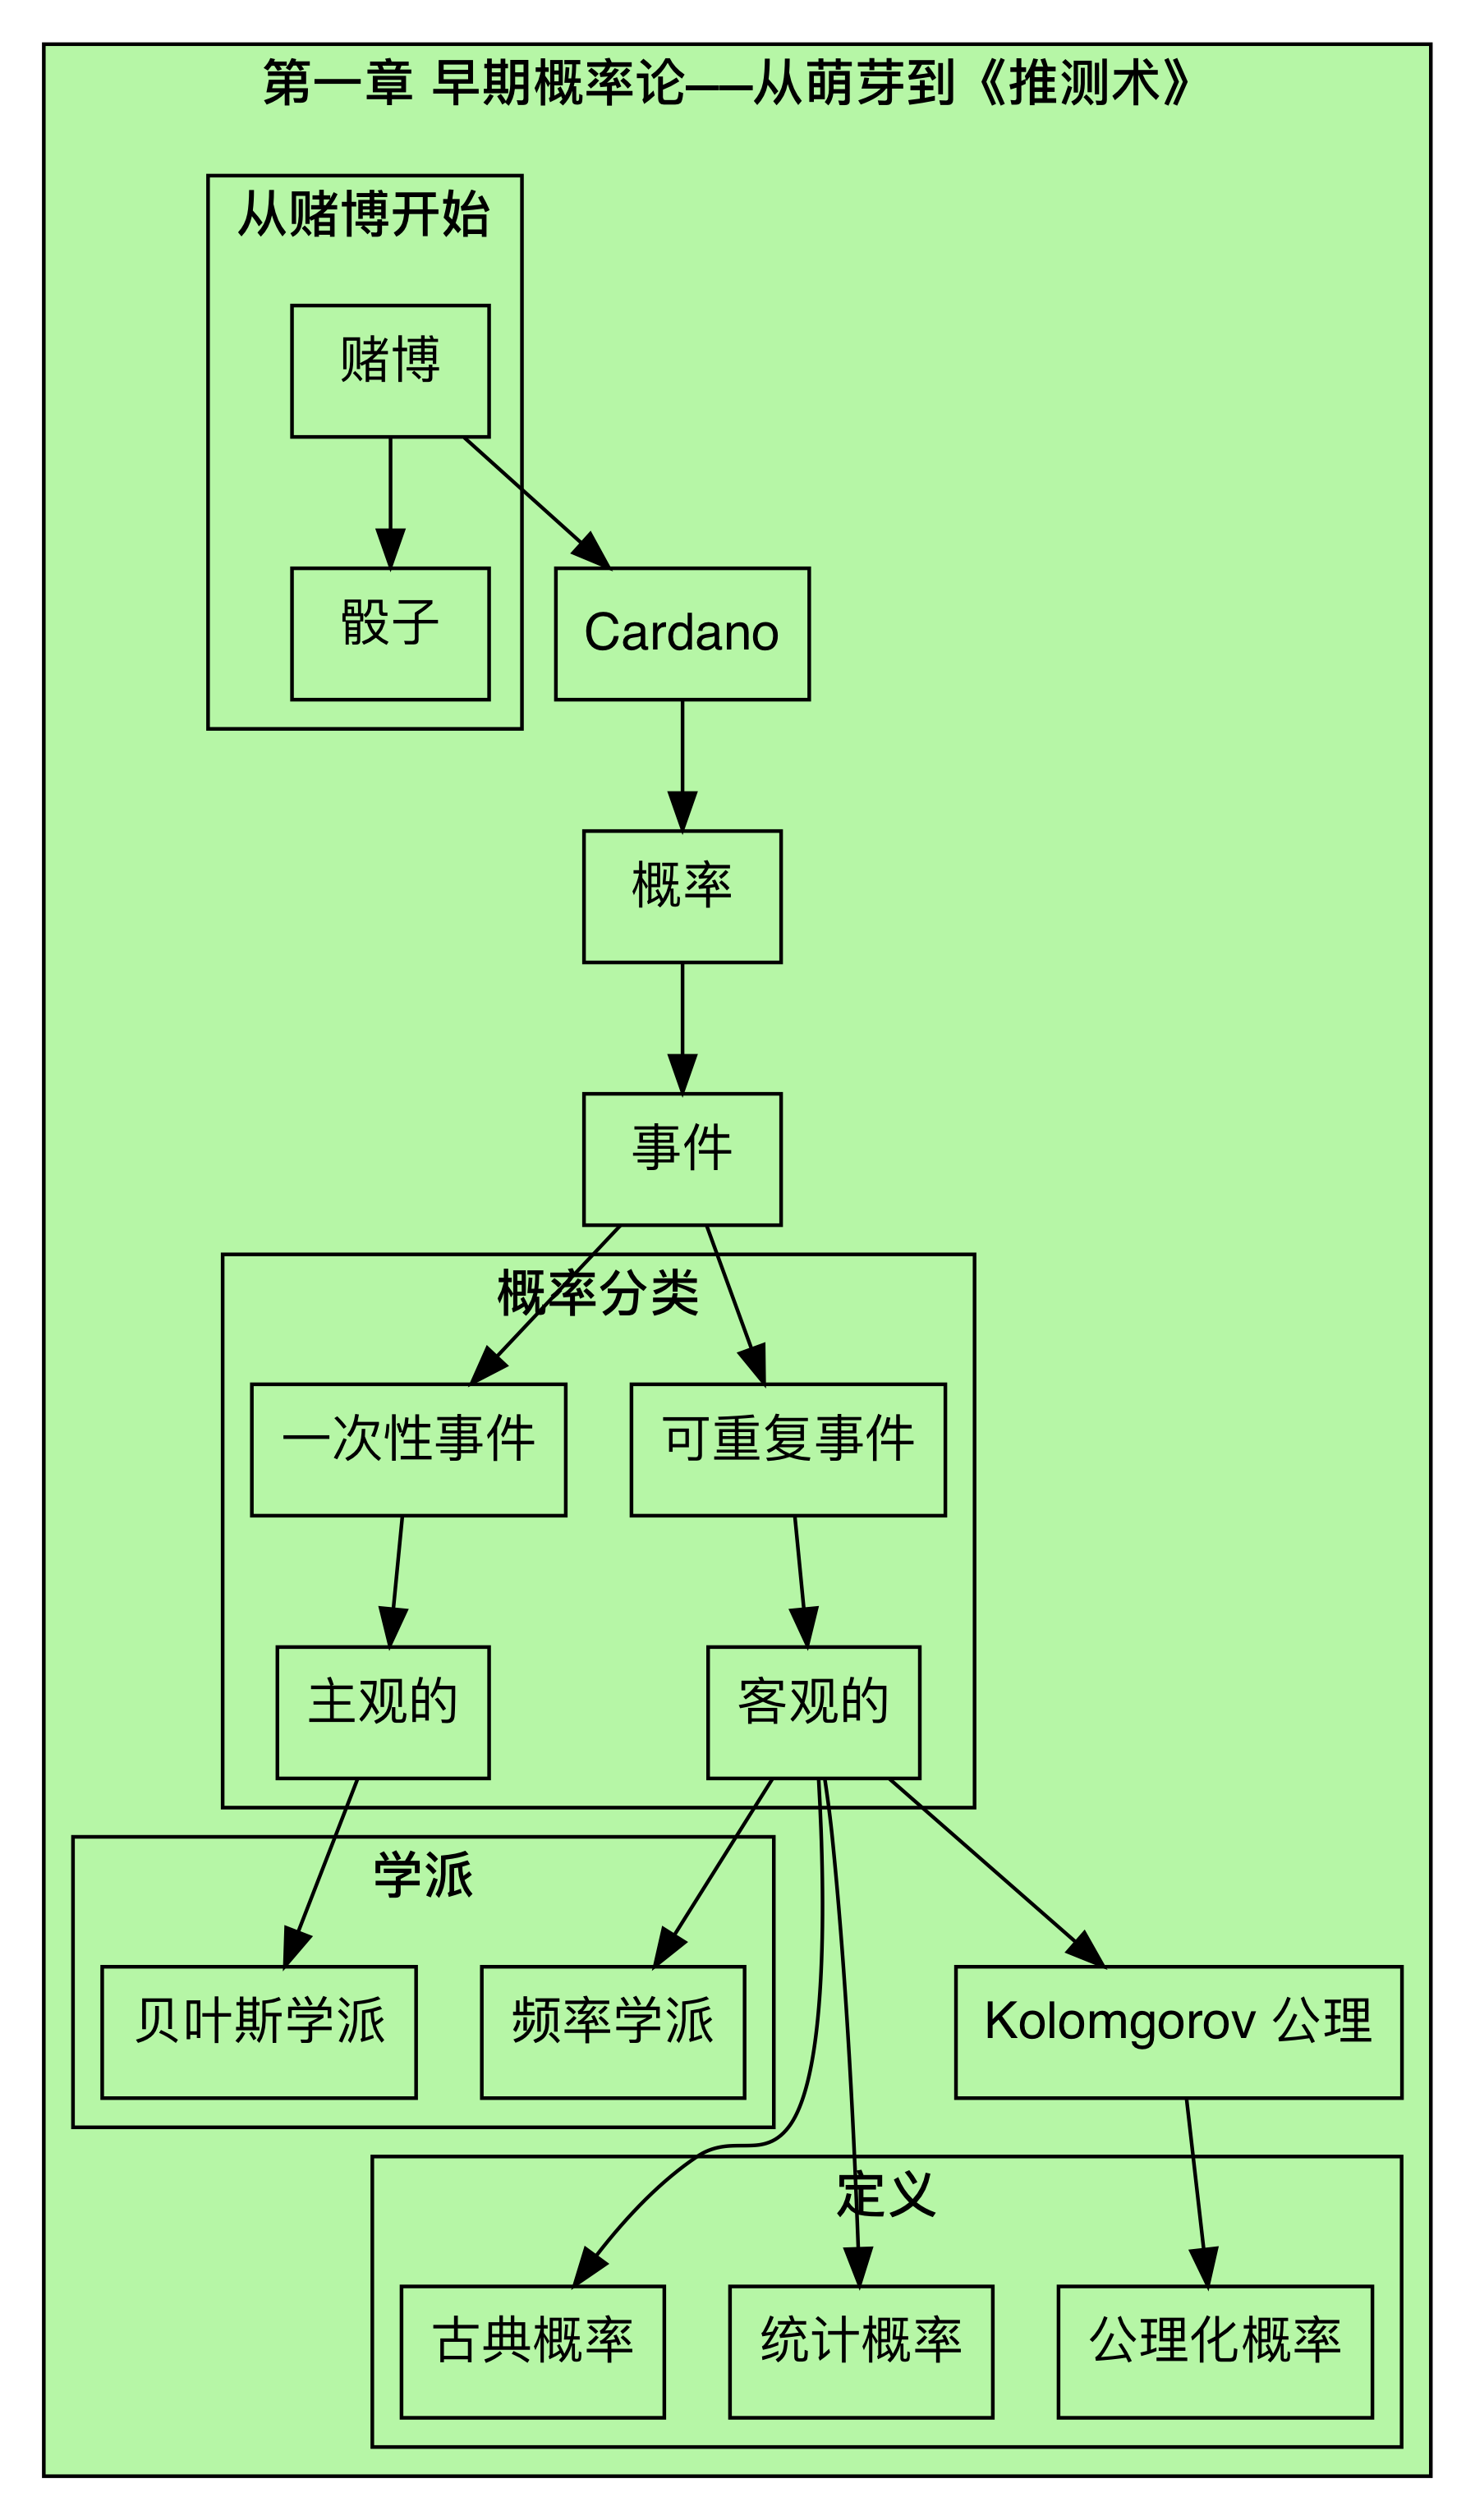 第一章 早期概率论——从萌芽到《推测术》
从赌博开始
赌博
骰子
Cardano
概率
事件
概率分类
一次性事件
可重复事件
主观的
客观的
学派
贝叶斯学派
频率学派
Kolomgorov 公理
定义
古典概率
统计概率
公理化概率